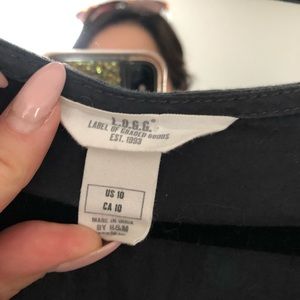 L.O.G.G.®
LABEL OF GRADED GOODS
EST. 1993
US 10
CA 10
MADE IN INDIA
BY H&M